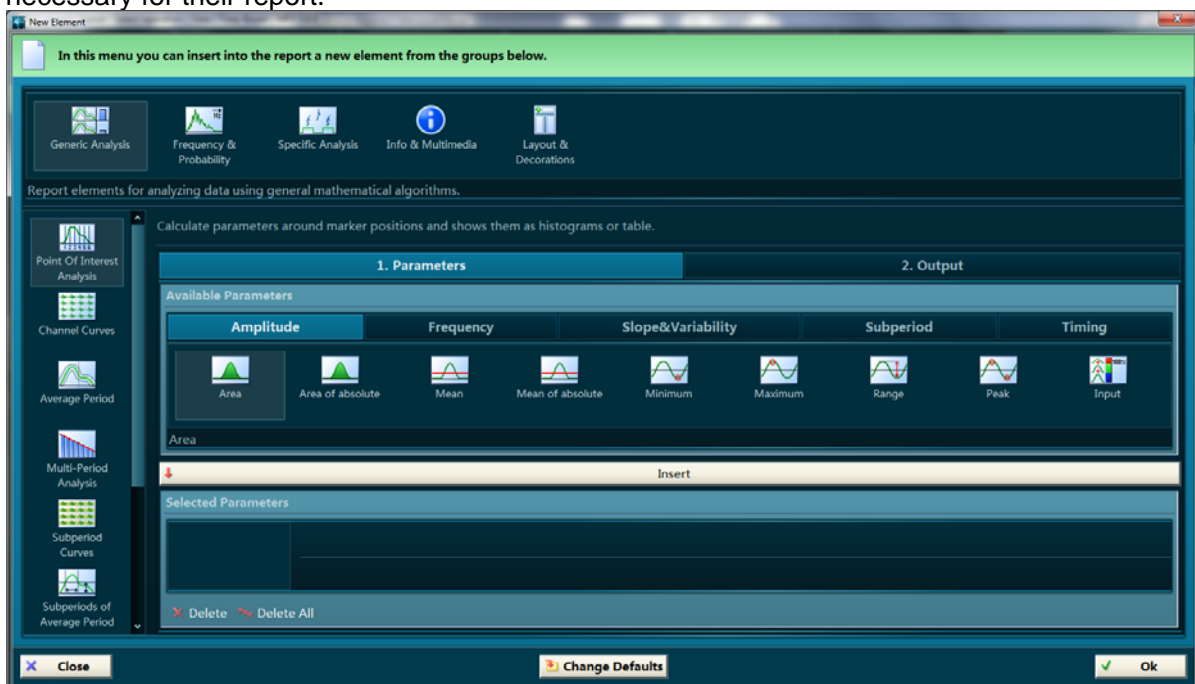 necessary for their report.
New Element
In this menu you can insert into the report a new element from the groups below.
Generic Analysis
Frequency &
Probability
Specific Analysis
Info & Multimedia
Layout &
Decorations
Report elements for analyzing data using general mathematical algorithms.
Point Of Interest
Analysis
Channel Curves
Average Period
Multi-Period
Analysis
Subperiod
Curves
Subperiods of
Average Period
Calculate parameters around marker positions and shows them as histograms or table.
1. Parameters
2. Output
Available Parameters
Amplitude
Frequency
Slope&Variability
Subperiod
Timing
Area
Area of absolute
Mean
Mean of absolute
Minimum
Maximum
Range
Peak
Input
Area
Insert
Selected Parameters
Delete
Delete All
Close
Change Defaults
Ok